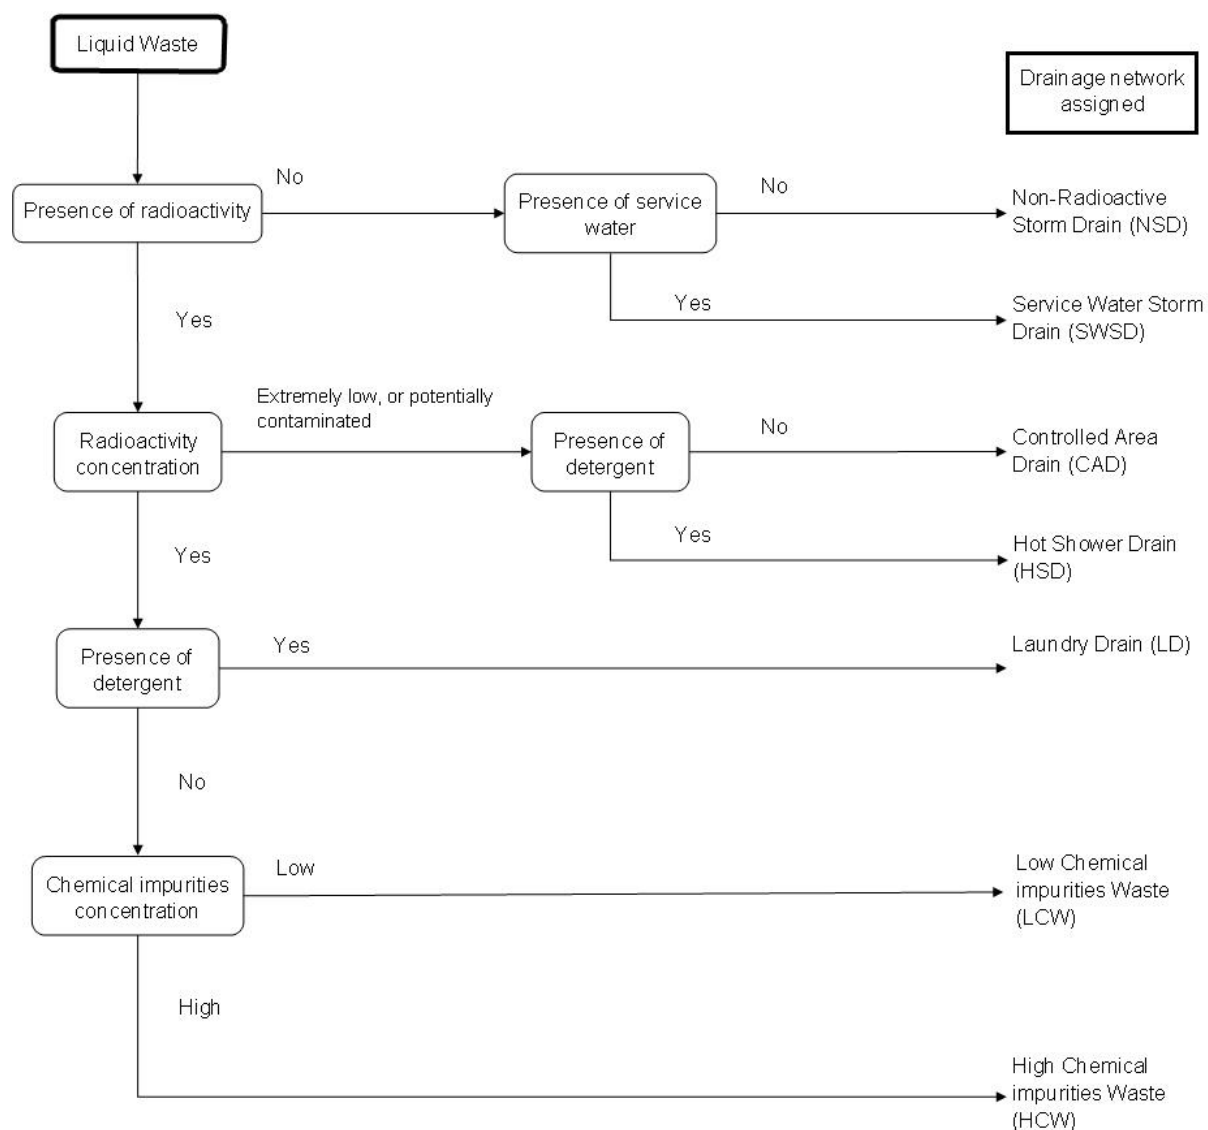 Liquid Waste
Drainage network
assigned
No
No
Presence of radioactivity
Presence of service
water
Non-Radioactive
Storm Drain (NSD)
Yes
Yes
Service Water Storm
Drain (SWSD)
Extremely low, or potentially
contaminated
No
Radioactivity
concentration
Presence of
detergent
Controlled Area
Drain (CAD)
Yes
Yes
Hot Shower Drain
(HSD)
Yes
Presence of
detergent
Laundry Drain (LD)
No
Low
Chemical impurities
concentration
Low Chemical
impurities Waste
(LCW)
High
High Chemical
impurities Waste
(HCW)